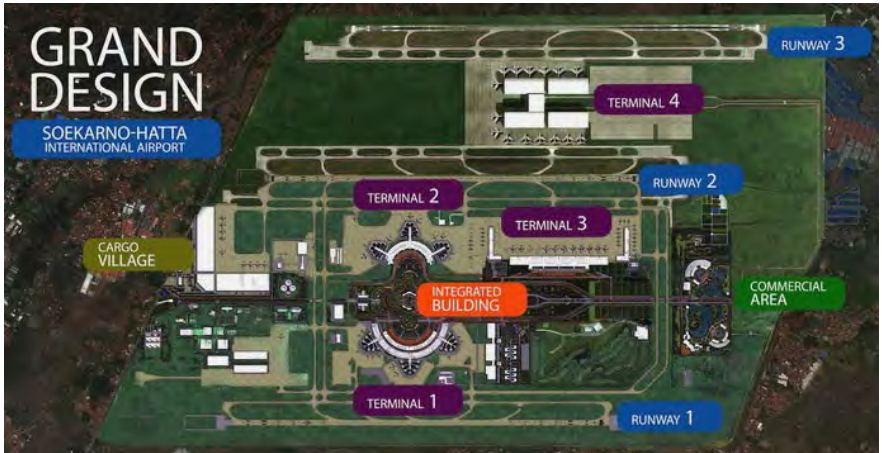 GRAND
DESIGN
SOEKARNO-HATTA
INTERNATIONAL AIRPORT
RUNWAY 3
TERMINAL 4
RUNWAY 2
TERMINAL 2
TERMINAL 3
CARGO
VILLAGE
INTEGRATED
BUILDING
COMMERCIAL
AREA
TERMINAL 1
RUNWAY 1